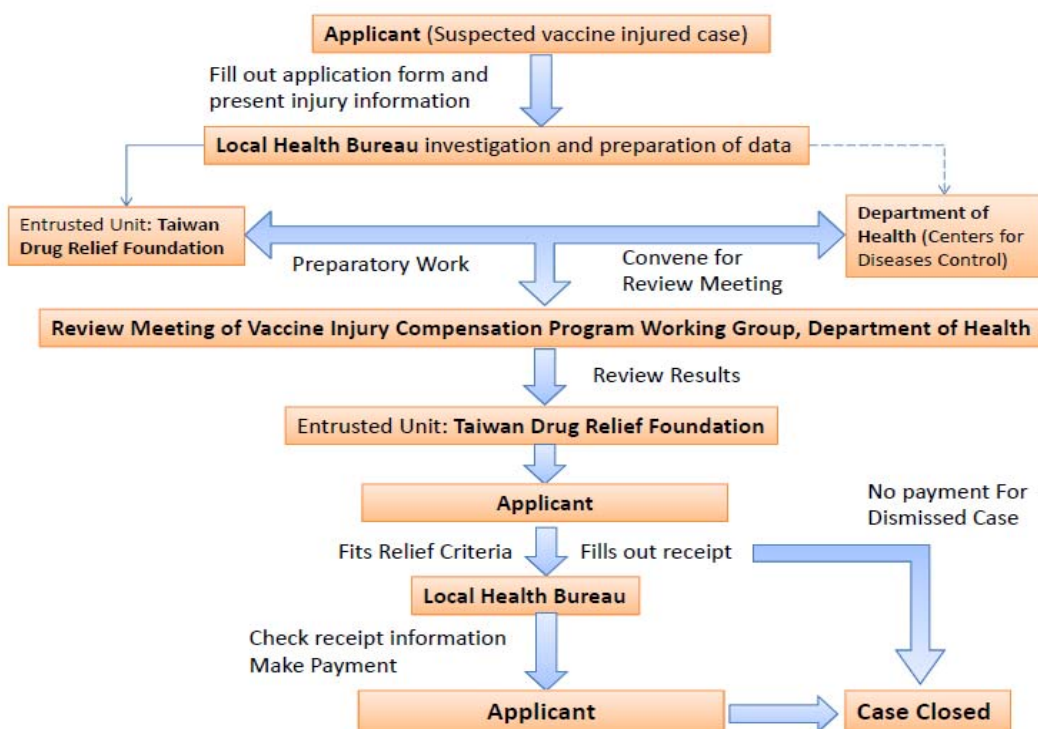 Applicant (Suspected vaccine injured case)
Fill out application form and
present injury information
Local Health Bureau investigation and preparation of data
Entrusted Unit: Taiwan
Drug Relief Foundation
Department of
Health (Centers for
Diseases Control)
Preparatory Work
Convene for
Review Meeting
Review Meeting of Vaccine Injury Compensation Program Working Group, Department of Health
Review Results
Entrusted Unit: Taiwan Drug Relief Foundation
Applicant
No payment For
Dismissed Case
Fits Relief Criteria
Fills out receipt
Local Health Bureau
Check receipt information
Make Payment
Applicant
Case Closed